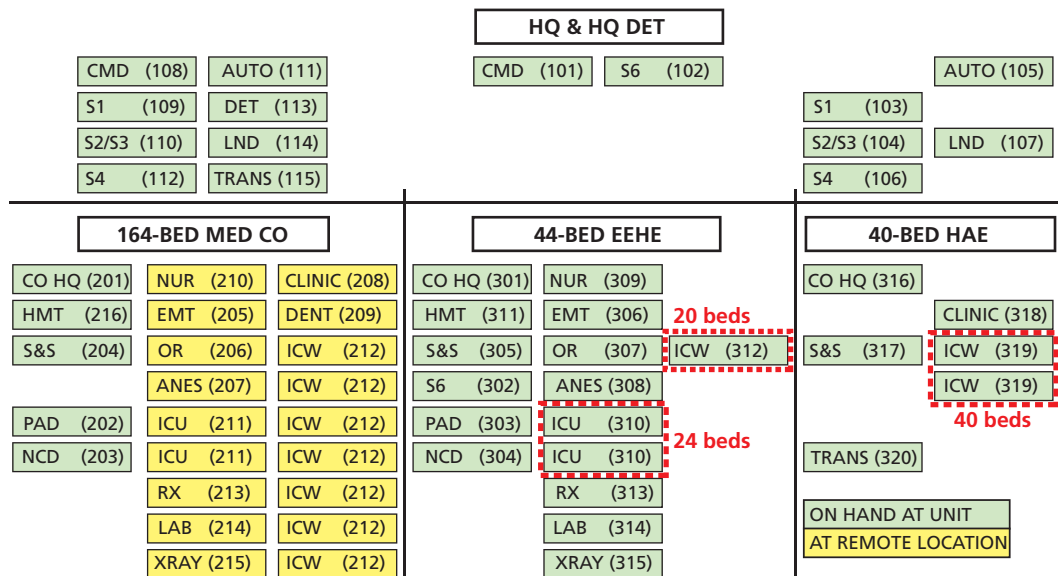 HQ & HQ DET
CMD (108) AUTO (111) CMD (101) S6 (102) AUTO (105)
S1 (109) DET (113) S1 (103)
S2/S3 (110) LND (114) S2/S3 (104) LND (107)
S4 (112) TRANS (115) S4 (106)
164-BED MED CO 44-BED EEHE 40-BED HAE
CO HQ (201) NUR (210) CLINIC (208) CO HQ (301) NUR (309) CO HQ (316)
HMT (216) EMT (205) DENT (209) HMT (311) EMT (306) 20 beds CLINIC (318)
S&S (204) OR (206) ICW (212) S&S (305) OR (307) ICW (312) S&S (317) ICW (319)
ANES (207) ICW (212) S6 (302) ANES (308) ICW (319)
PAD (202) ICU (211) ICW (212) PAD (303) ICU (310) 40 beds
24 beds
NCD (203) ICU (211) ICW (212) NCD (304) ICU (310) TRANS (320)
RX (213) ICW (212) RX (313)
LAB (214) ICW (212) LAB (314) ON HAND AT UNIT
XRAY (215) ICW (212) XRAY (315) AT REMOTE LOCATION